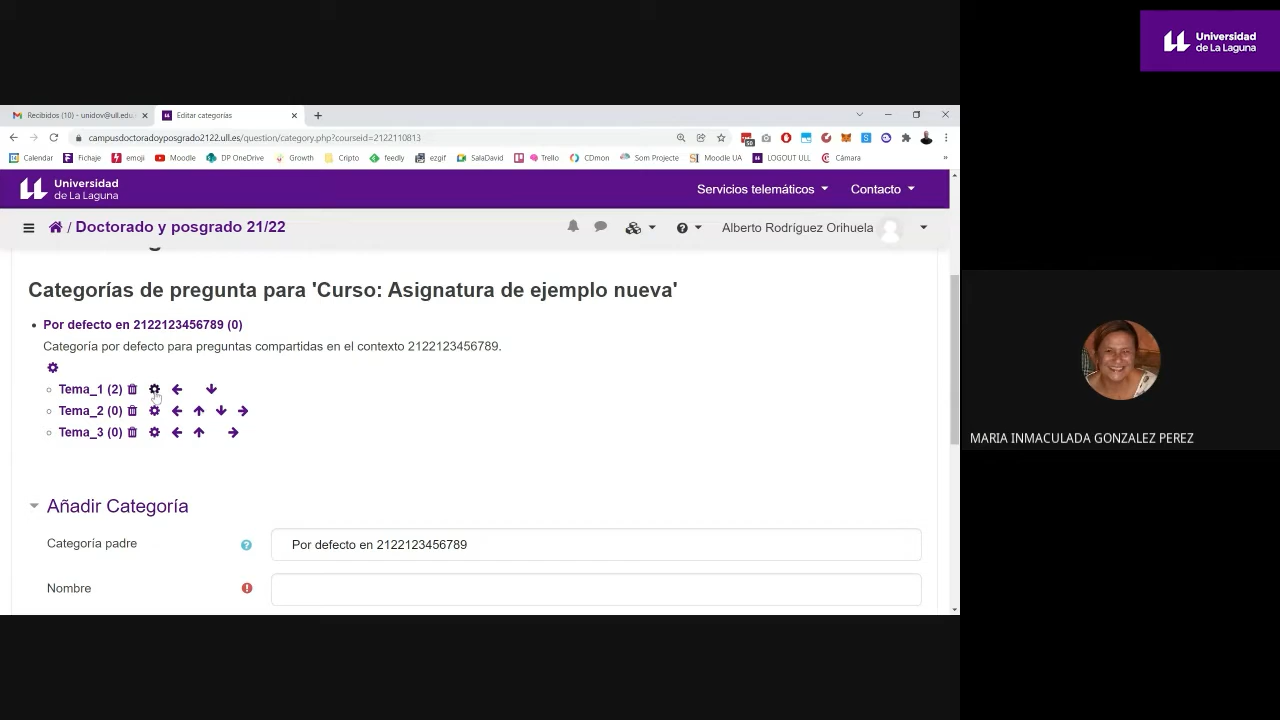 Universidad
de La Laguna
Recibidos (10) - unidov@ull.edu.
Editar categorías
campusdoctoradoyposgrado2122.ull.es/question/category.php?courseid=2122110813
50
Calendar Fichaje emoji Moodle DP OneDrive Growth Cripto feedly ezgif SalaDavid Trello CDmon Som Projecte Moodle UA LOGOUT ULL Cámara »
Universidad
de La Laguna
Servicios telemáticos Contacto
/ Doctorado y posgrado 21/22
Alberto Rodríguez Orihuela
Categorías de pregunta para 'Curso: Asignatura de ejemplo nueva'
Por defecto en 2122123456789 (0)
Categoría por defecto para preguntas compartidas en el contexto 2122123456789.
Tema_1 (2)
Tema_2 (0)
Tema_3 (0)
MARIA INMACULADA GONZALEZ PEREZ
Añadir Categoría
Categoría padre
Por defecto en 2122123456789
Nombre